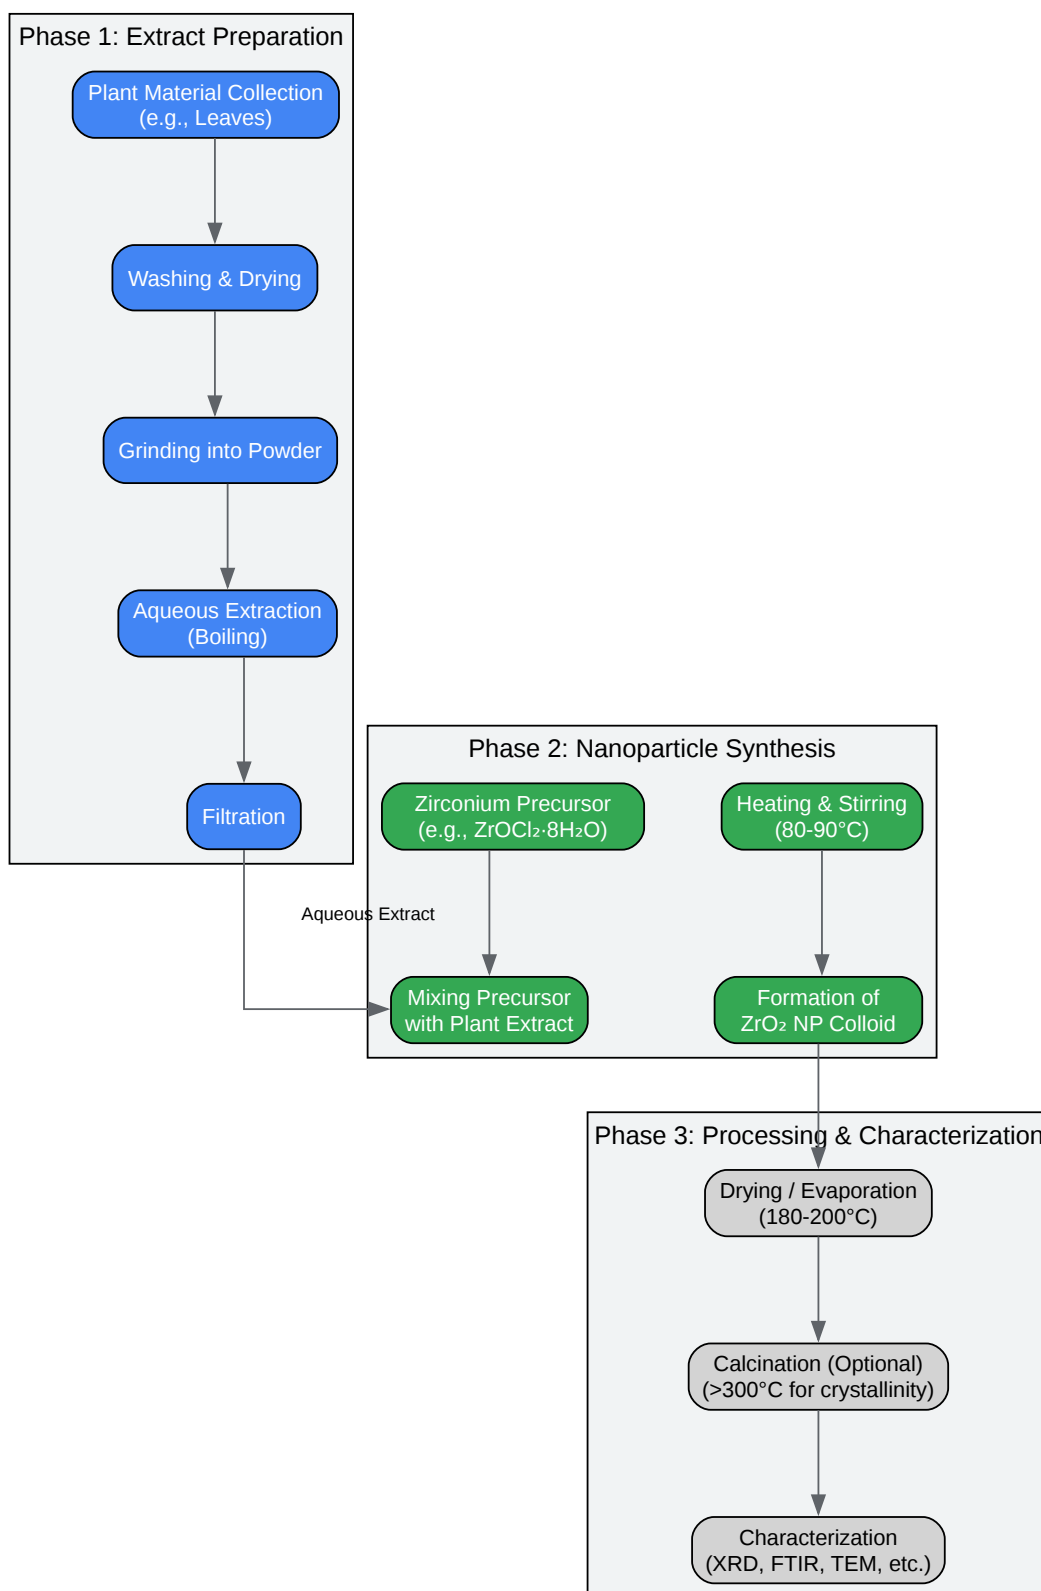 Phase 1: Extract Preparation
Plant Material Collection
(e.g., Leaves)
Washing & Drying
Grinding into Powder
Aqueous Extraction
(Boiling)
Filtration
Aqueous Extract
Phase 2: Nanoparticle Synthesis
Zirconium Precursor
(e.g., ZrOCl₂·8H₂O)
Mixing Precursor
with Plant Extract
Heating & Stirring
(80-90°C)
Formation of
ZrO₂ NP Colloid
Phase 3: Processing & Characterization
Drying / Evaporation
(180-200°C)
Calcination (Optional)
(>300°C for crystallinity)
Characterization
(XRD, FTIR, TEM, etc.)